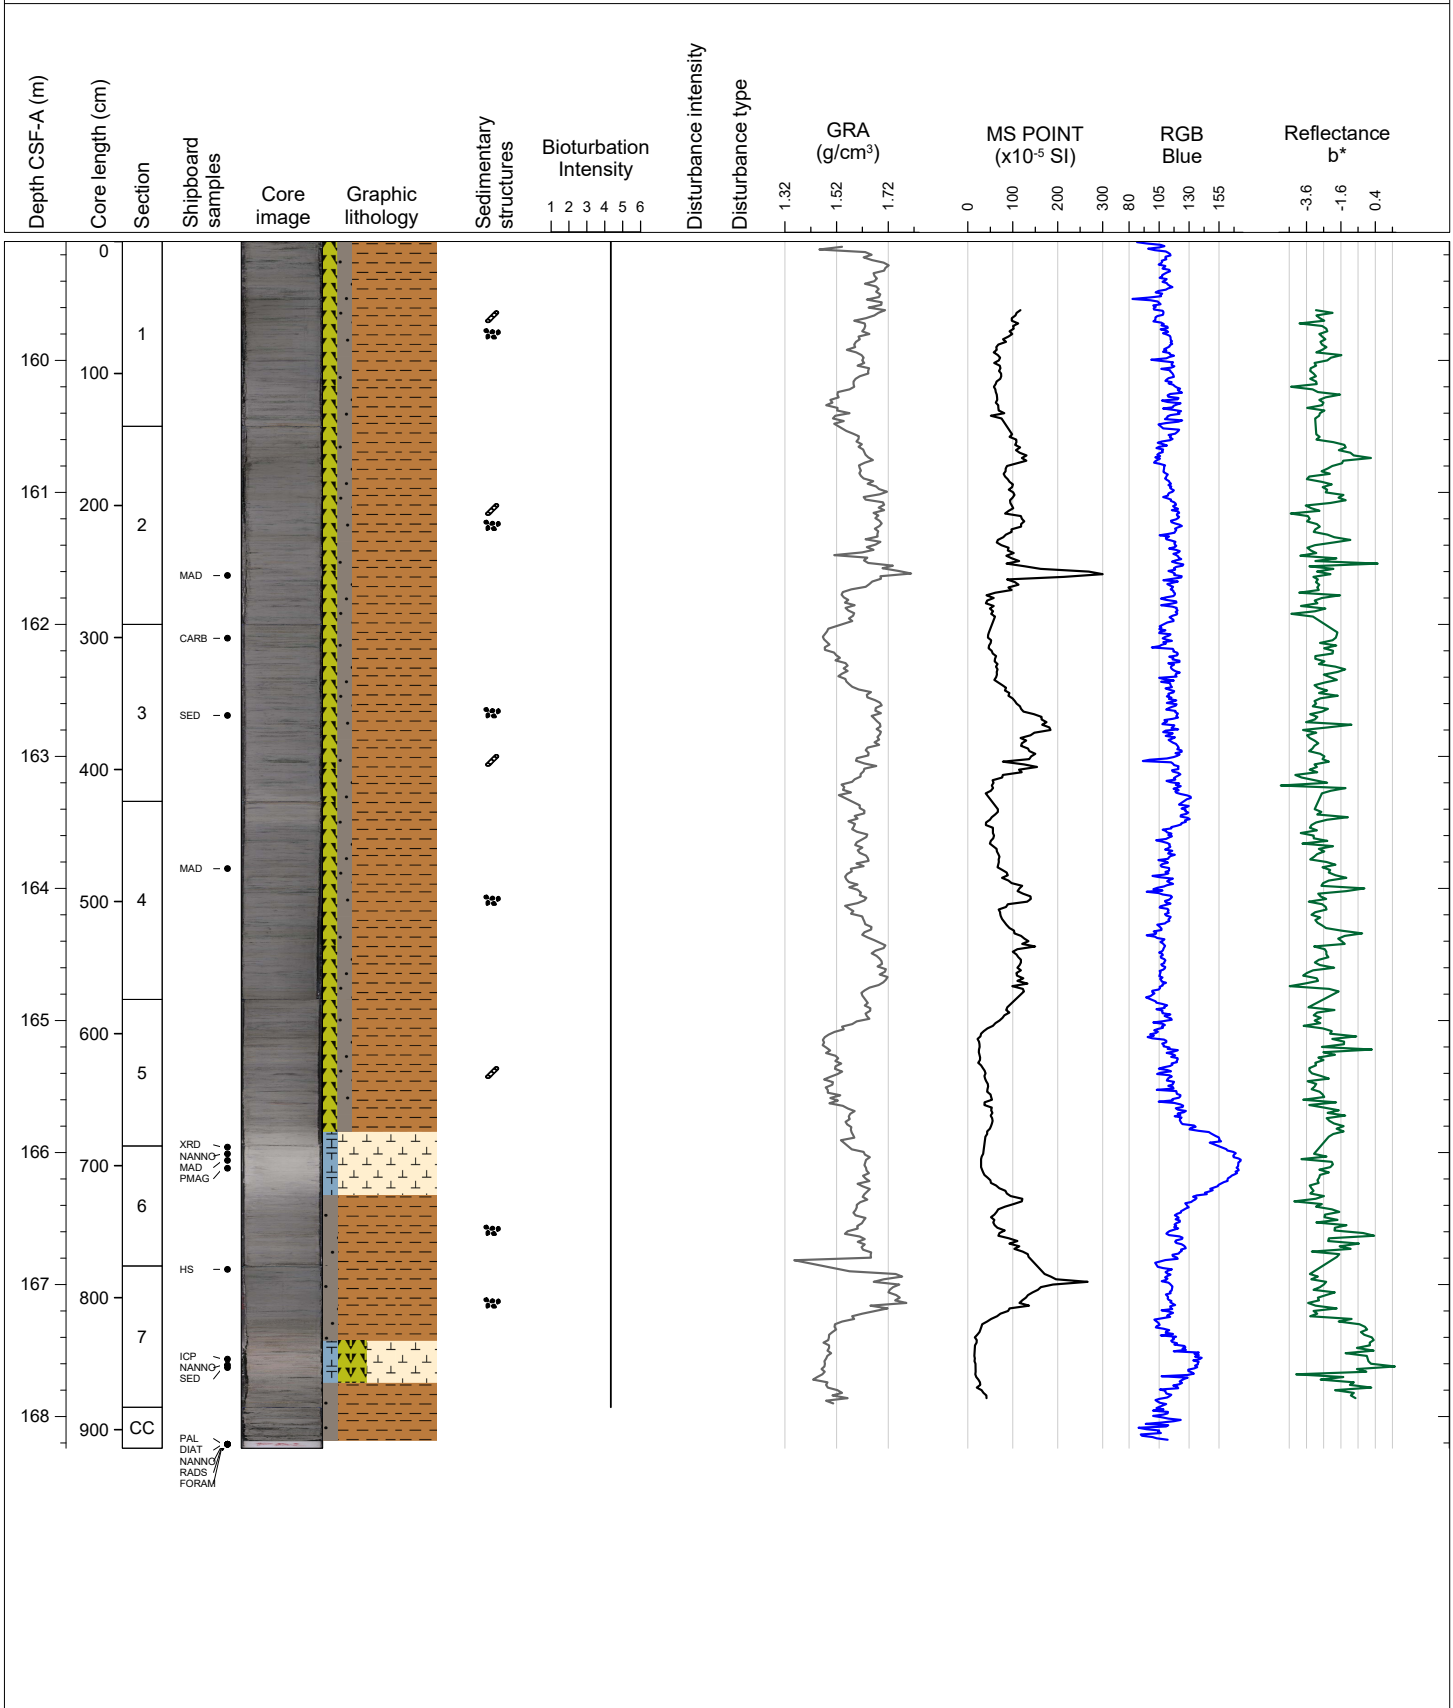 Depth CSF-A (m)
Core length (cm)
Section
Shipboard
samples
Core
image
Graphic
lithology
Sedimentary
structures
Bioturbation
Intensity
1 2 3 4 5 6
Disturbance intensity
Disturbance type
GRA
(g/cm³)
1.32 1.52 1.72
MS POINT
(x10⁻⁵ SI)
0 100 200 300
RGB
Blue
80 105 130 155
Reflectance
b*
-3.6 -1.6 0.4
0
1
160
100
161
200
2
MAD
162
300
CARB
3
SED
163
400
MAD
164
500
4
165
600
5
XRD
166
NANNO
700
MAD
PMAG
6
HS
167
800
7
ICP
NANNO
SED
168
900
CC
PAL
DIAT
NANNO
RADS
FORAM